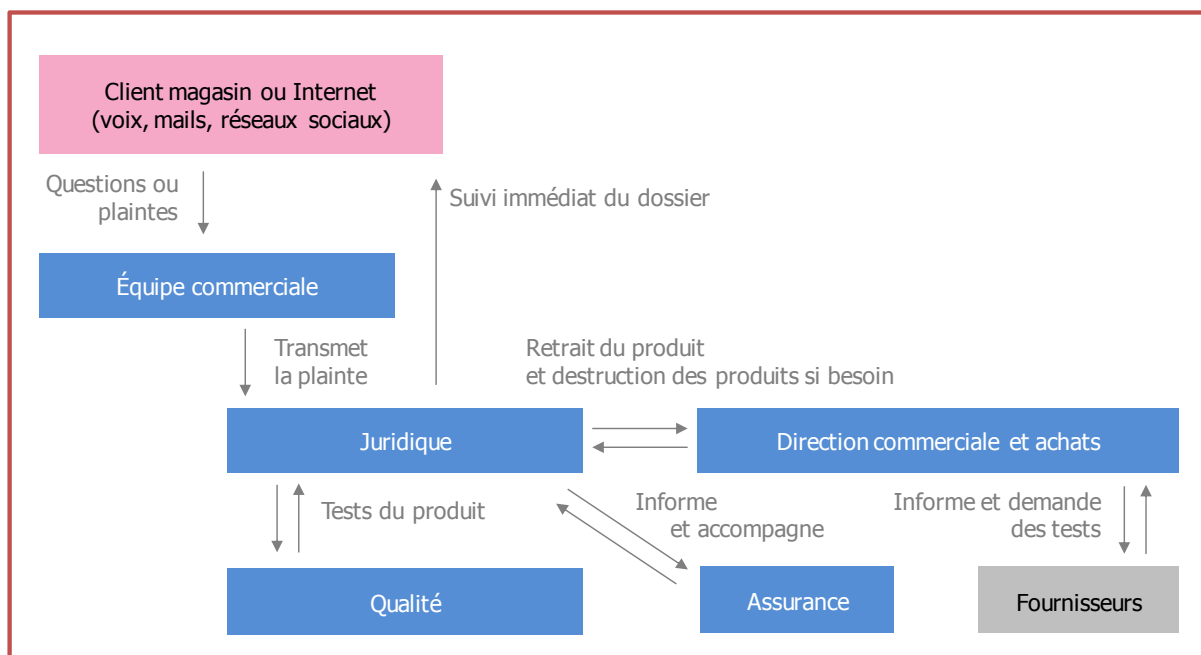 Client magasin ou Internet
(voix, mails, réseaux sociaux)
Questions ou
plaintes
Suivi immédiat du dossier
Équipe commerciale
Transmet
la plainte
Retrait du produit
et destruction des produits si besoin
Juridique
Direction commerciale et achats
Tests du produit
Informe
et accompagne
Informe et demande
des tests
Qualité
Assurance
Fournisseurs